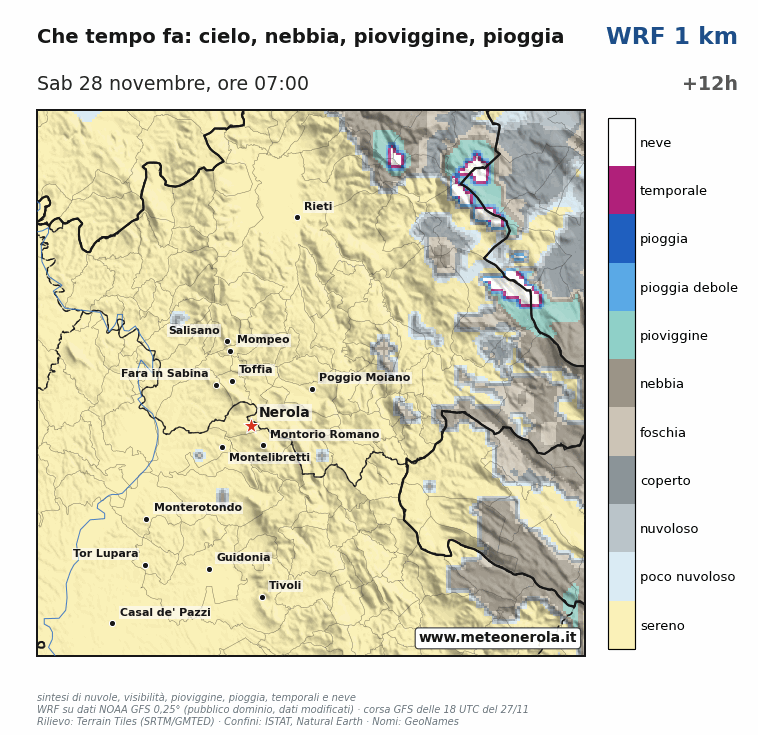 Che tempo fa: cielo, nebbia, pioviggine, pioggia
WRF 1 km
Sab 28 novembre, ore 07:00
+12h
neve
temporale
pioggia
pioggia debole
pioviggine
nebbia
foschia
coperto
nuvoloso
poco nuvoloso
sereno
Rieti
Salisano
Mompeo
Fara in Sabina
Toffia
Poggio Moiano
Nerola
Montorio Romano
Montelibretti
Monterotondo
Tor Lupara
Guidonia
Tivoli
Casal de' Pazzi
www.meteonerola.it
sintesi di nuvole, visibilità, pioviggine, pioggia, temporali e neve
WRF su dati NOAA GFS 0,25° (pubblico dominio, dati modificati) · corsa GFS delle 18 UTC del 27/11
Rilievo: Terrain Tiles (SRTM/GMTED) · Confini: ISTAT, Natural Earth · Nomi: GeoNames